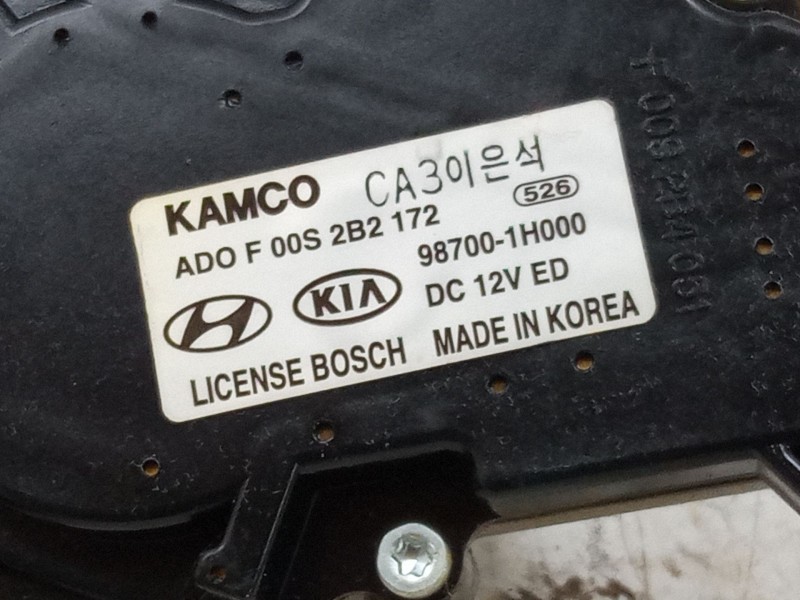 KAMCO CA3이은석
ADO F 00S 2B2 172 526
98700-1H000
KIA DC 12V ED
LICENSE BOSCH MADE IN KOREA